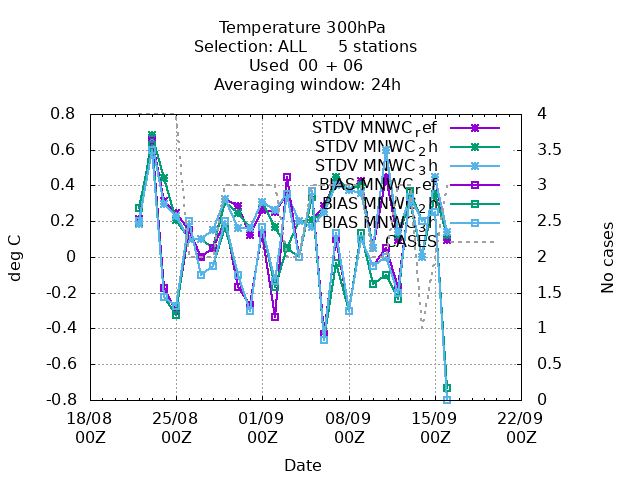 Temperature 300hPa
Selection: ALL 5 stations
Used 00 + 06
Averaging window: 24h
deg C
No cases
0.8
0.6
0.4
0.2
0
-0.2
-0.4
-0.6
-0.8
4
3.5
3
2.5
2
1.5
1
0.5
0
STDV MNWC_ref
STDV MNWC_2h
STDV MNWC_3h
BIAS MNWC_ref
BIAS MNWC_2h
BIAS MNWC_3h
CASES
18/08 25/08 01/09 08/09 15/09 22/09
00Z 00Z 00Z 00Z 00Z 00Z
Date